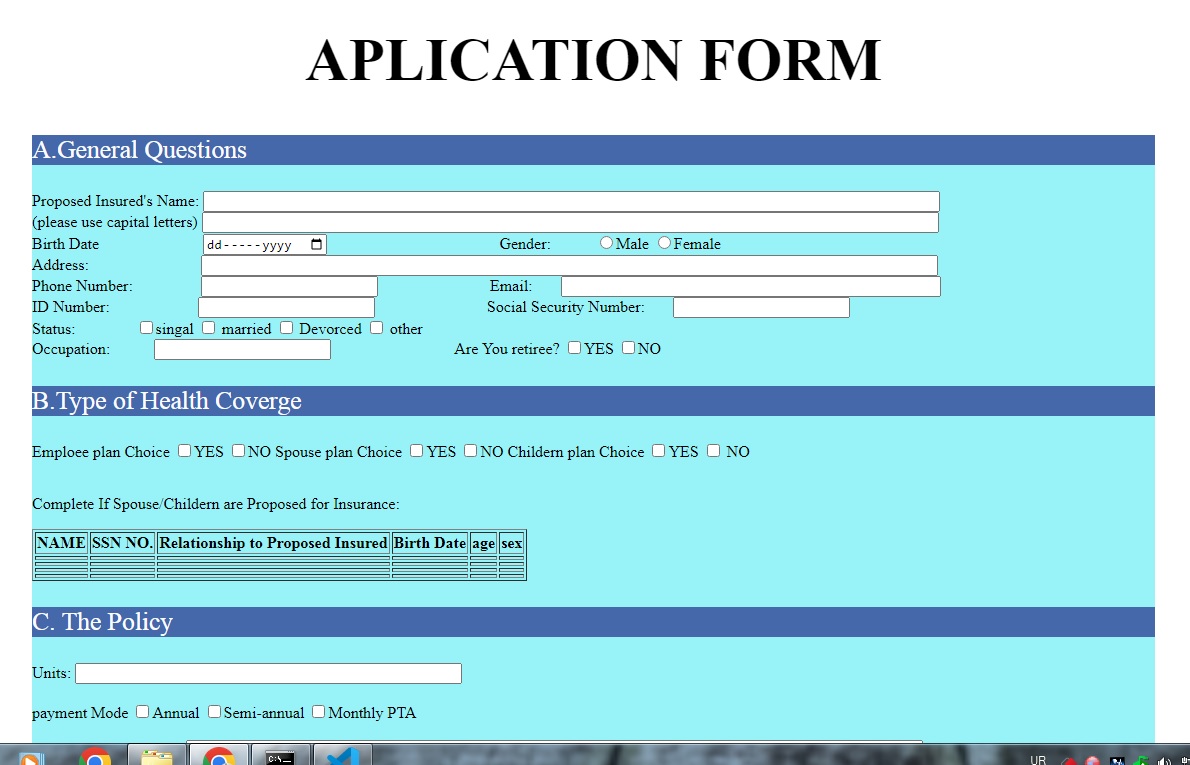 APLICATION FORM
A.General Questions
Proposed Insured's Name:
(please use capital letters)
Birth Date dd-----yyyy Gender: Male Female
Address:
Phone Number: Email:
ID Number: Social Security Number:
Status: singal married Devorced other
Occupation: Are You retiree? YES NO
B.Type of Health Coverge
Emploee plan Choice YES NO Spouse plan Choice YES NO Childern plan Choice YES NO
Complete If Spouse/Childern are Proposed for Insurance:
NAME SSN NO. Relationship to Proposed Insured Birth Date age sex
C. The Policy
Units:
payment Mode Annual Semi-annual Monthly PTA
C:\
UR